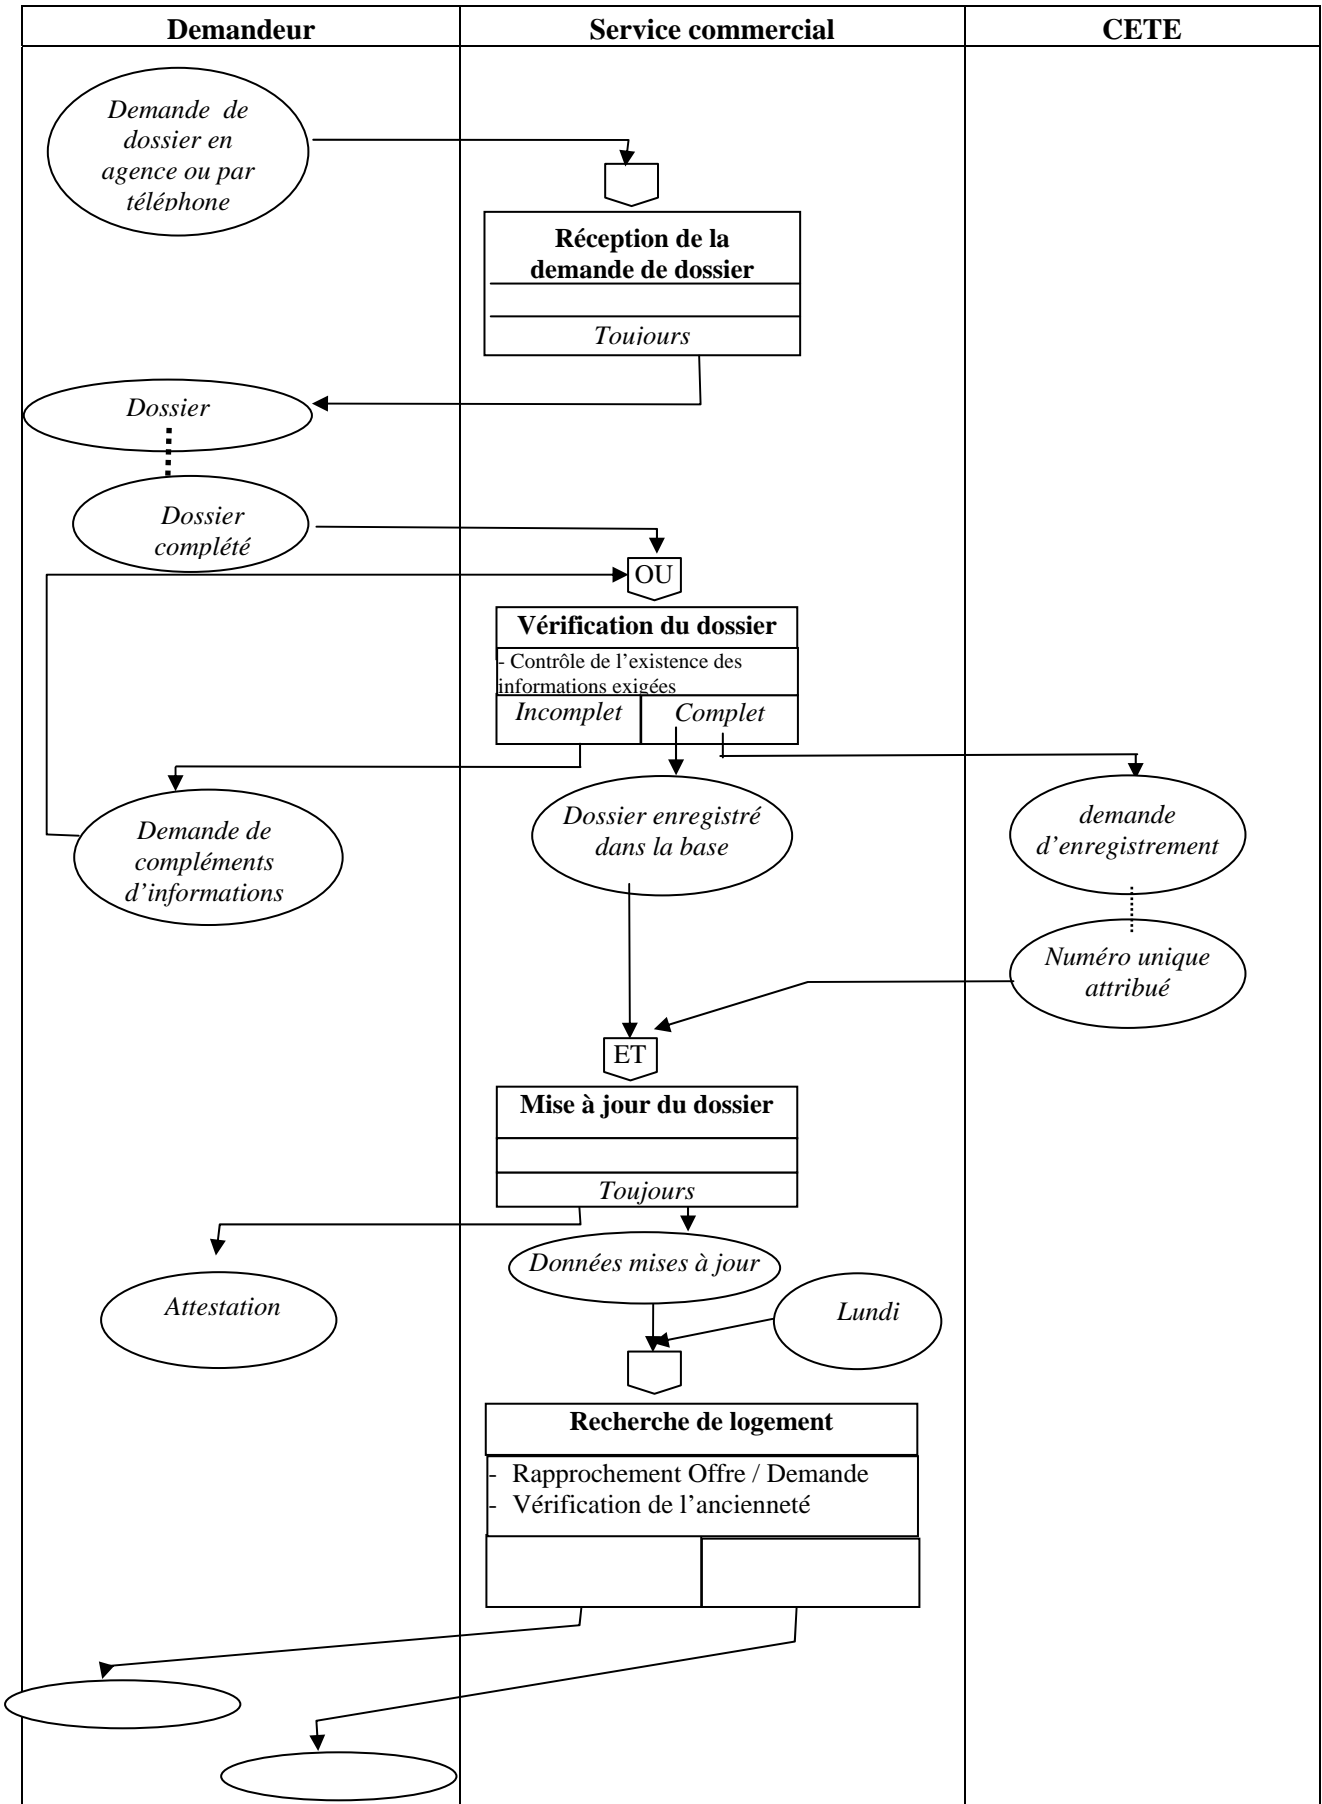 Demandeur
Service commercial
CETE
Demande de
dossier en
agence ou par
téléphone
Réception de la
demande de dossier
Toujours
Dossier
Dossier
complété
OU
Vérification du dossier
- Contrôle de l'existence des
informations exigées
Incomplet
Complet
Demande de
compléments
d'informations
Dossier enregistré
dans la base
demande
d'enregistrement
Numéro unique
attribué
ET
Mise à jour du dossier
Toujours
Données mises à jour
Attestation
Lundi
Recherche de logement
- Rapprochement Offre / Demande
- Vérification de l'ancienneté